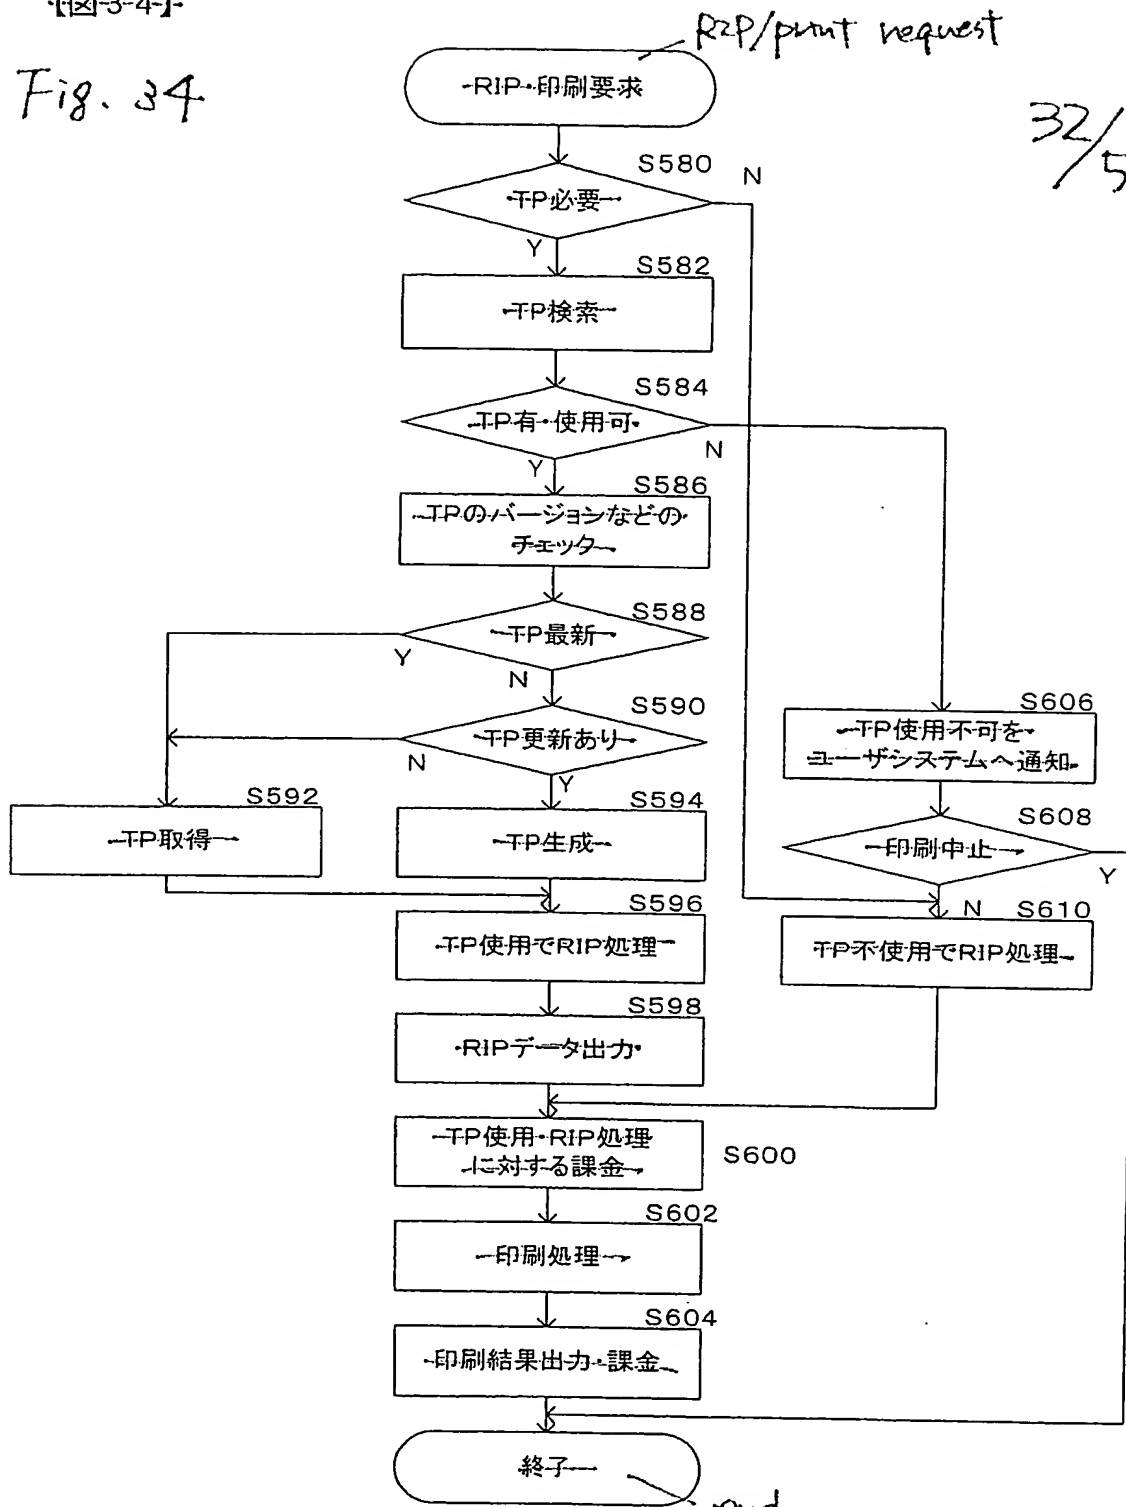 【図34】
Fig. 34
RIP/print request
32/5
RIP・印刷要求
S580
TP必要
N
Y
S582
TP検索
S584
TP有・使用可
N
Y
S586
TPのバージョンなどの
チェック
S588
TP最新
Y
N
S590
TP更新あり
N
Y
S592
TP取得
S594
TP生成
S606
TP使用不可を
ユーザシステムへ通知
S608
印刷中止
Y
N
S610
TP不使用でRIP処理
S596
TP使用でRIP処理
S598
RIPデータ出力
TP使用・RIP処理
に対する課金
S600
S602
印刷処理
S604
印刷結果出力・課金
終了
end